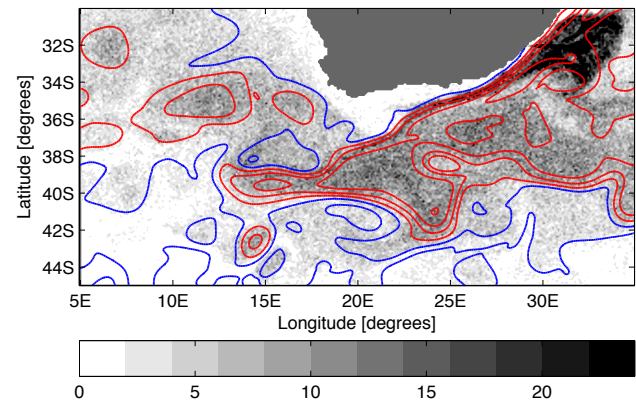 32S
34S
36S
38S
40S
42S
44S
Latitude [degrees]
5E 10E 15E 20E 25E 30E
Longitude [degrees]
0 5 10 15 20